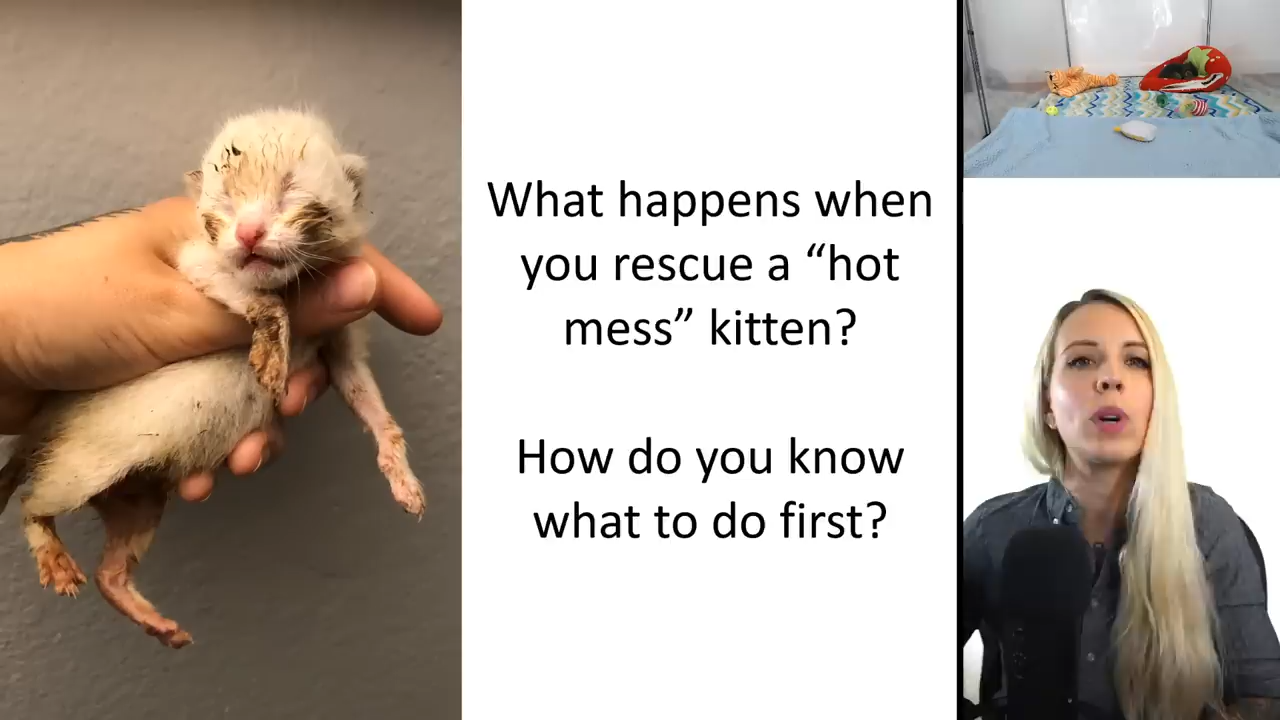 What happens when
you rescue a “hot
mess” kitten?
How do you know
what to do first?